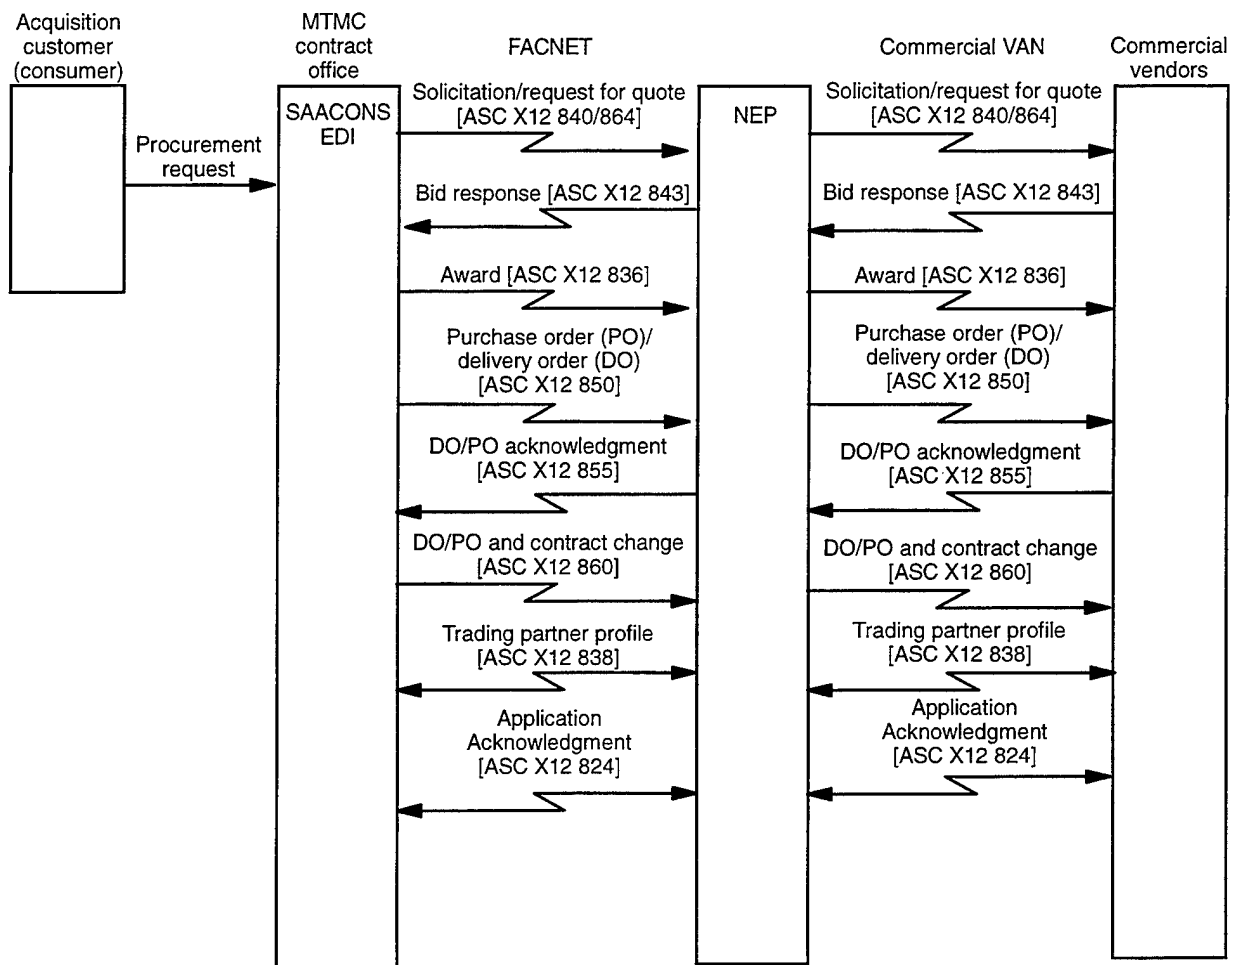 Acquisition
customer
(consumer)
MTMC
contract
office
FACNET
Commercial VAN
Commercial
vendors
SAACONS
EDI
NEP
Procurement
request
Solicitation/request for quote
[ASC X12 840/864]
Solicitation/request for quote
[ASC X12 840/864]
Bid response [ASC X12 843]
Bid response [ASC X12 843]
Award [ASC X12 836]
Award [ASC X12 836]
Purchase order (PO)/
delivery order (DO)
[ASC X12 850]
Purchase order (PO)/
delivery order (DO)
[ASC X12 850]
DO/PO acknowledgment
[ASC X12 855]
DO/PO acknowledgment
[ASC X12 855]
DO/PO and contract change
[ASC X12 860]
DO/PO and contract change
[ASC X12 860]
Trading partner profile
[ASC X12 838]
Trading partner profile
[ASC X12 838]
Application
Acknowledgment
[ASC X12 824]
Application
Acknowledgment
[ASC X12 824]